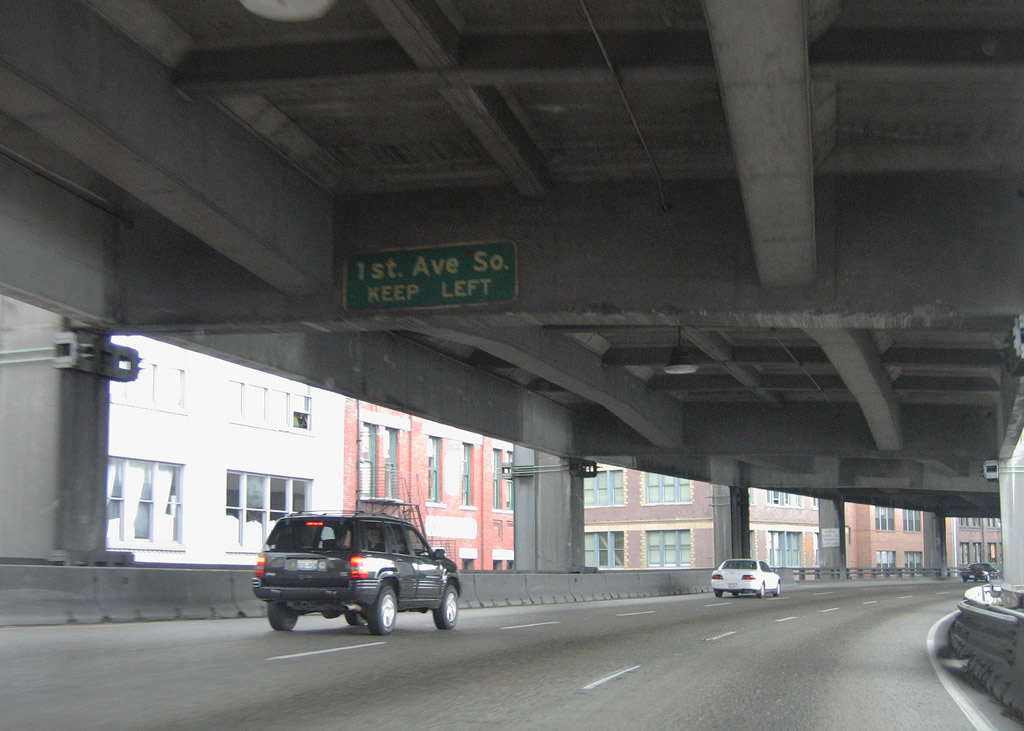 1st. Ave So.
KEEP LEFT